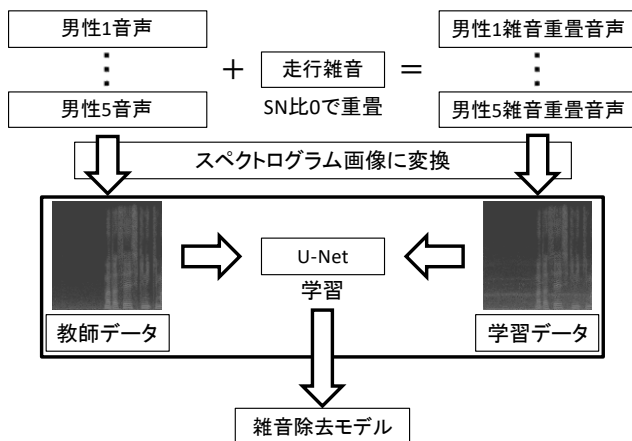 男性1音声
男性1雑音重畳音声
+
走行雑音
=
SN比0で重畳
男性5音声
男性5雑音重畳音声
スペクトログラム画像に変換
U-Net
学習
教師データ
学習データ
雑音除去モデル